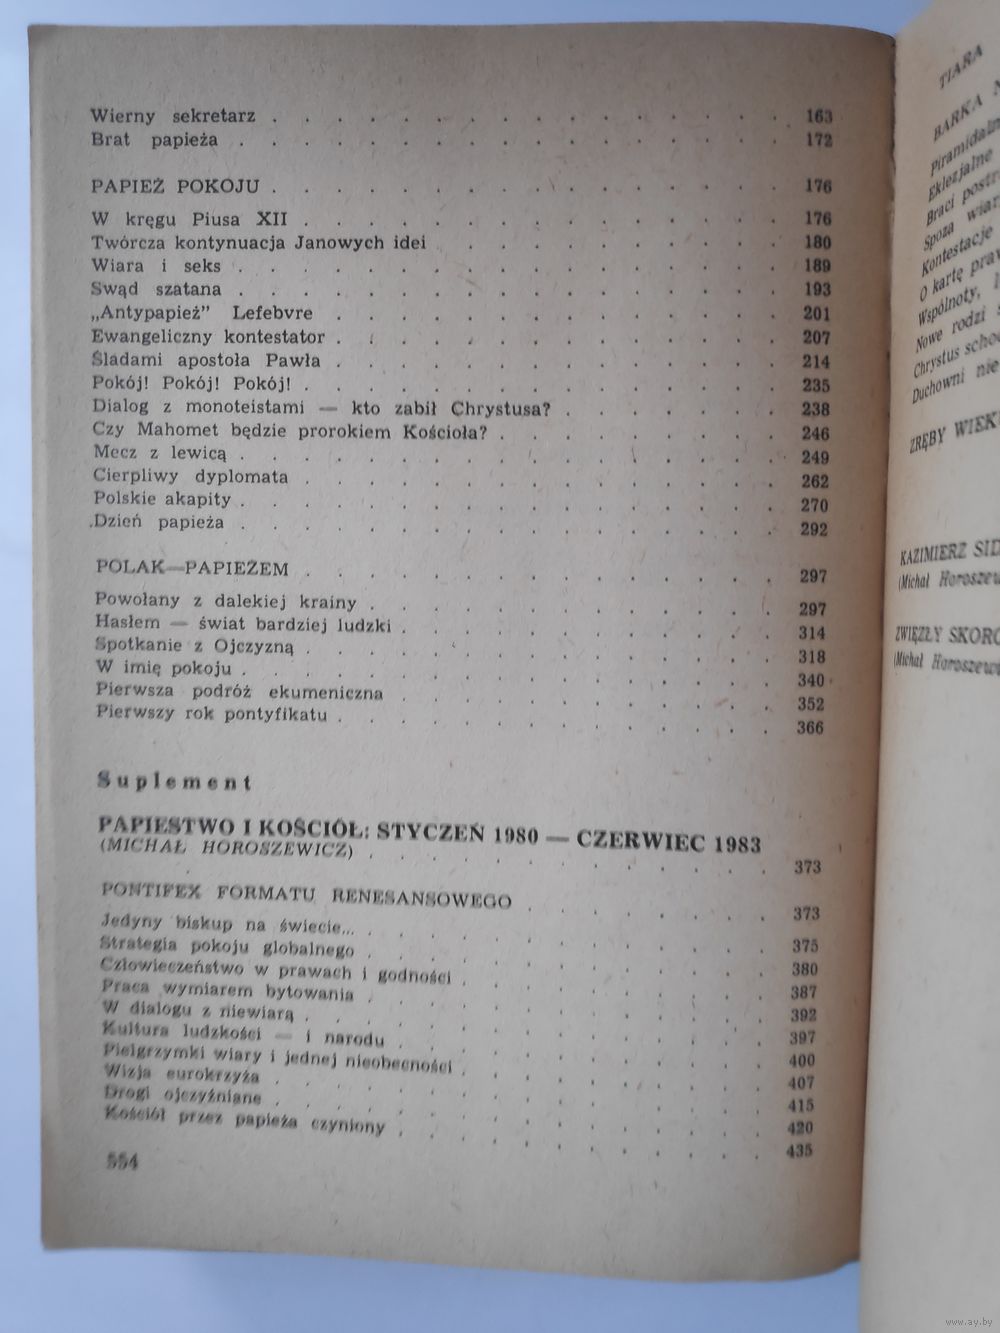 Wierny sekretarz . . . . . . . . . . . . . . . . 163
Brat papieża . . . . . . . . . . . . . . . . . 172
PAPIEŻ POKOJU . . . . . . . . . . . . . . . . 176
W kręgu Piusa XII . . . . . . . . . . . . . . . 176
Twórcza kontynuacja Janowych idei . . . . . . . . . . . 180
Wiara i seks . . . . . . . . . . . . . . . . . 189
Swąd szatana . . . . . . . . . . . . . . . . . 193
„Antypapież” Lefebvre . . . . . . . . . . . . . . 201
Ewangeliczny kontestator . . . . . . . . . . . . . . 207
Śladami apostoła Pawła . . . . . . . . . . . . . . 214
Pokój! Pokój! Pokój! . . . . . . . . . . . . . . . 235
Dialog z monoteistami — kto zabił Chrystusa? . . . . . . . 238
Czy Mahomet będzie prorokiem Kościoła? . . . . . . . . . 246
Mecz z lewicą . . . . . . . . . . . . . . . . . 249
Cierpliwy dyplomata . . . . . . . . . . . . . . . 262
Polskie akapity . . . . . . . . . . . . . . . . . 270
Dzień papieża . . . . . . . . . . . . . . . . . 292
POLAK—PAPIEŻEM . . . . . . . . . . . . . . . 297
Powołany z dalekiej krainy . . . . . . . . . . . . . 297
Hasłem — świat bardziej ludzki . . . . . . . . . . . . 314
Spotkanie z Ojczyzną . . . . . . . . . . . . . . . 318
W imię pokoju . . . . . . . . . . . . . . . . . 340
Pierwsza podróż ekumeniczna . . . . . . . . . . . . 352
Pierwszy rok pontyfikatu . . . . . . . . . . . . . . 366
Suplement
PAPIESTWO I KOŚCIÓŁ: STYCZEŃ 1980 — CZERWIEC 1983
(MICHAŁ HOROSZEWICZ) . . . . . . . . . . . . . 373
PONTIFEX FORMATU RENESANSOWEGO . . . . . . . . 373
Jedyny biskup na świecie... . . . . . . . . . . . . . 375
Strategia pokoju globalnego . . . . . . . . . . . . . 380
Człowieczeństwo w prawach i godności . . . . . . . . . . 387
Praca wymiarem bytowania . . . . . . . . . . . . . 392
W dialogu z niewiarą . . . . . . . . . . . . . . . 397
Kultura ludzkości — i narodu . . . . . . . . . . . . 400
Pielgrzymki wiary i jednej nieobecności . . . . . . . . . . 407
Wizja eurokrzyża . . . . . . . . . . . . . . . . 415
Drogi ojczyźniane . . . . . . . . . . . . . . . . 420
Kościół przez papieża czyniony . . . . . . . . . . . . 435
554
TIARA
BARKA
Piramidaln
Eklezjalne
Braci postr
Spoza wiar
Kontestacje
O kartę praw
Wspólnoty,
Nowe rodzi
Chrystus schod
Duchowni nie
ZRĘBY WIEK
KAZIMIERZ SID
(Michał Horoszew
ZWIĘZŁY SKORO
(Michał Horoszew
www.ay.by